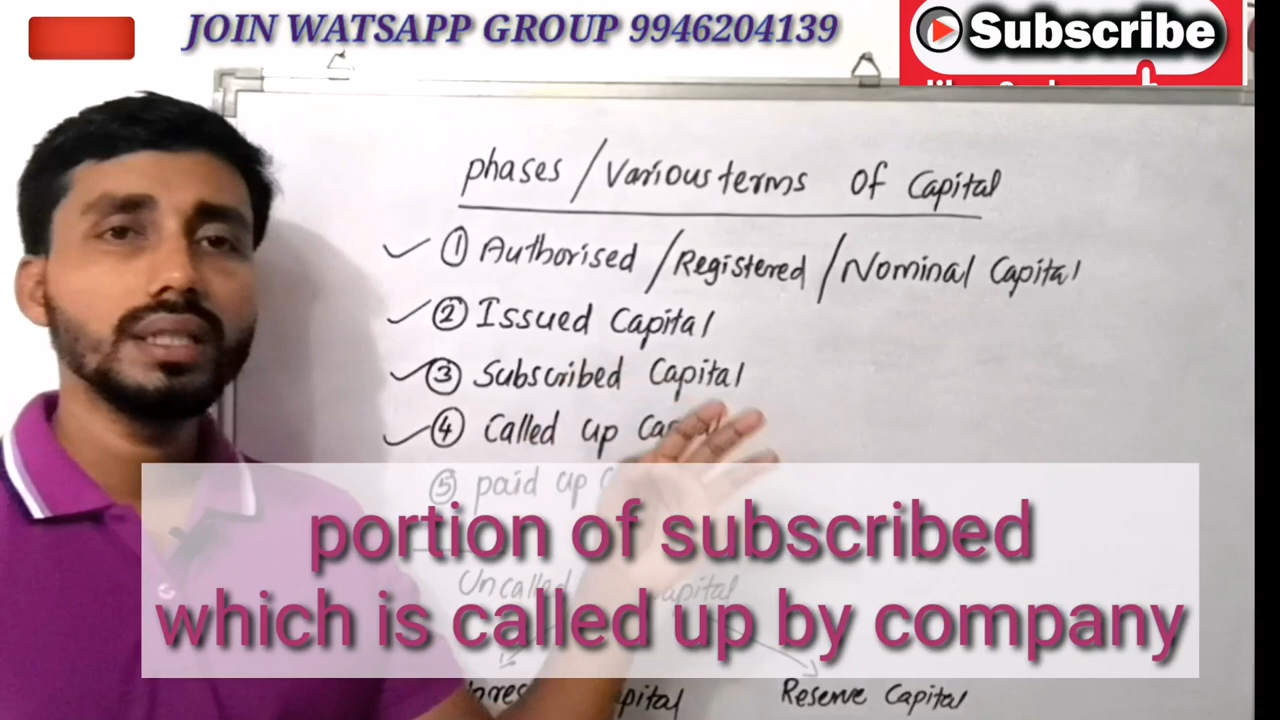 JOIN WATSAPP GROUP 9946204139
Subscribe
phases / Various terms of Capital
① Authorised / Registered / Nominal Capital
② Issued Capital
③ Subscribed Capital
④ Called up
⑤ paid up
portion of subscribed
Uncalled Capital
which is called up by company
Reserve Capital